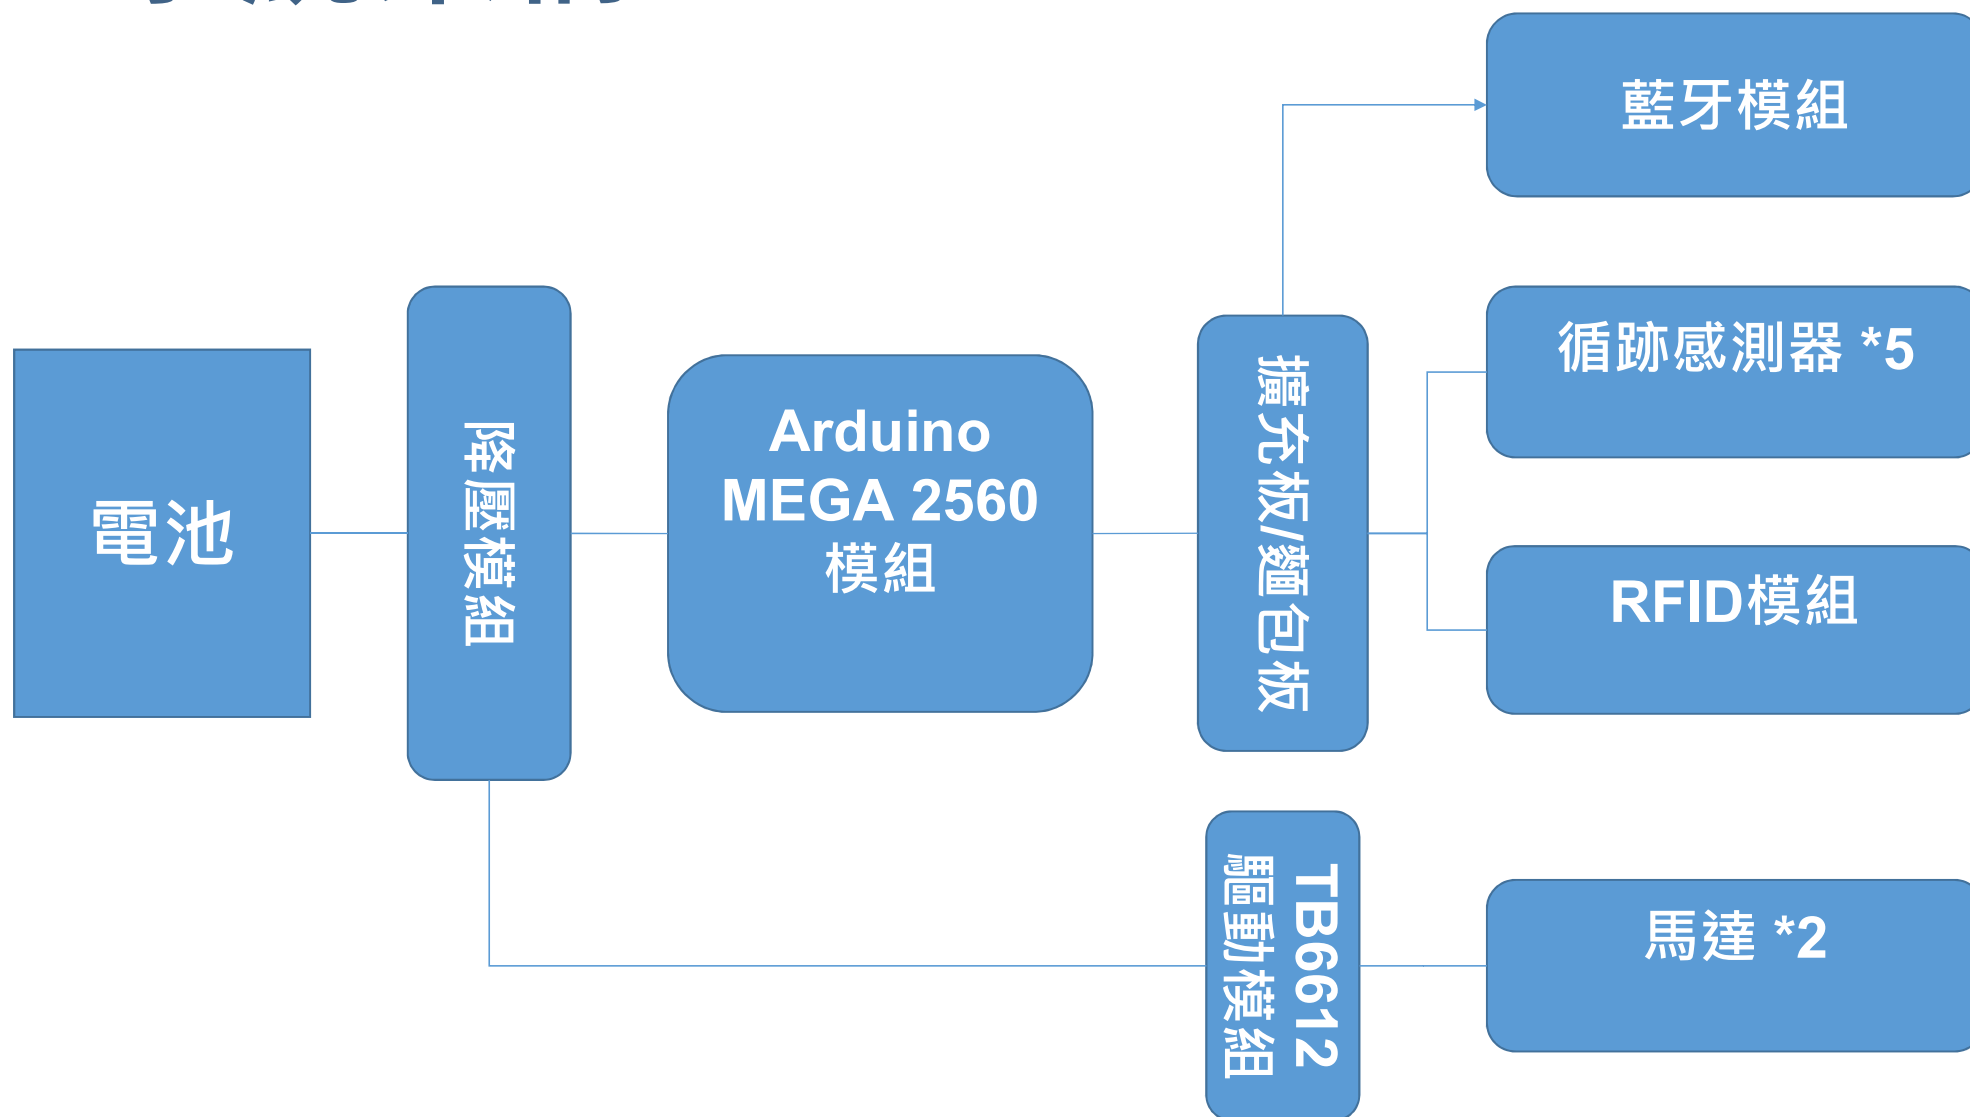 藍牙模組
循跡感測器 *5
電池
降壓模組
Arduino
MEGA 2560
模組
擴充板/麵包板
RFID模組
TB6612
驅動模組
馬達 *2